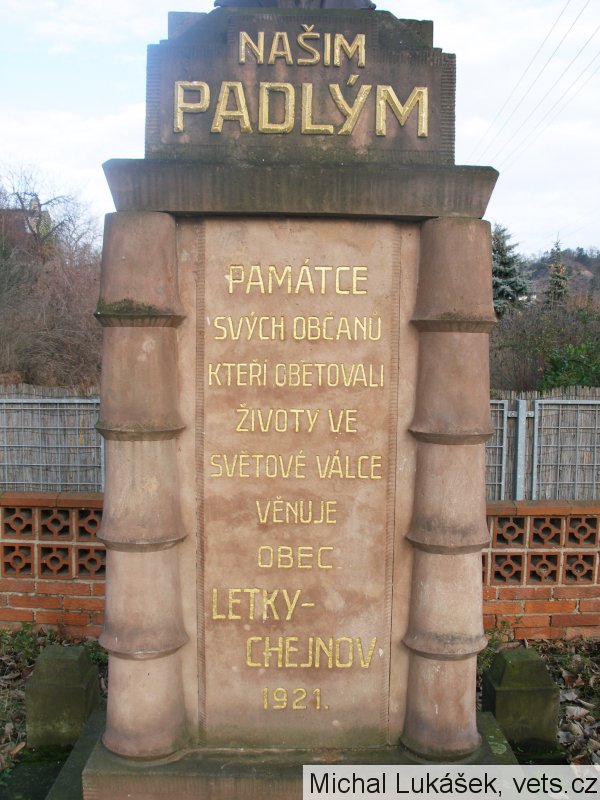 NAŠIM
PADLÝM
PAMÁTCE
SVÝCH OBČANŮ
KTEŘÍ OBĚTOVALI
ŽIVOTY VE
SVĚTOVÉ VÁLCE
VĚNUJE
OBEC
LETKY-
CHEJNOV
1921.
Michal Lukášek, vets.cz